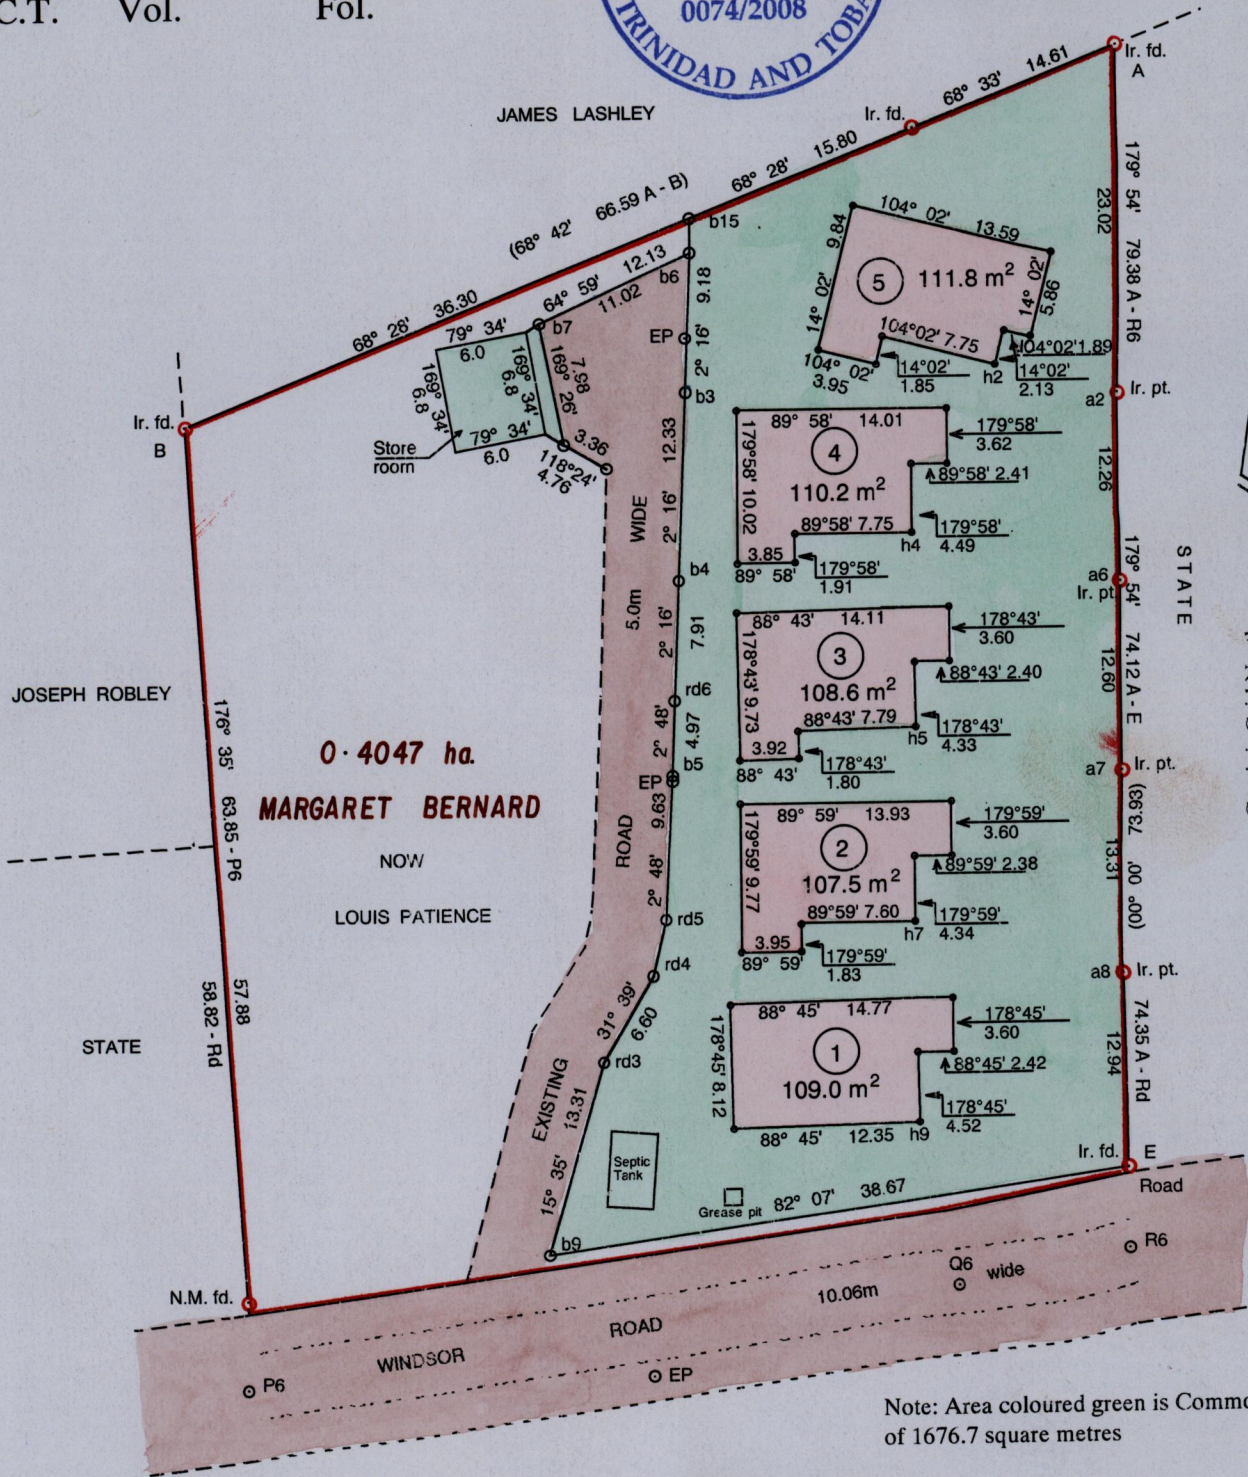 C.T. Vol. Fol.
0074/2008
TRINIDAD AND TOBA
JAMES LASHLEY
Ir. fd.
A
68° 33' 14.61
Ir. fd.
68° 28' 15.80
(68° 42' 66.59 A - B)
b15
68° 28' 36.30
64° 59' 12.13
11.02
b6
b7
9.18
EP
2° 16'
b3
179° 54' 79.38 A - R6
23.02
104° 02' 13.59
9.84
14° 02'
5
111.8 m²
14° 02'
5.86
104°02' 7.75
104°02' 1.89
104° 02'
3.95
14°02'
1.85
h2
14°02'
2.13
a2
Ir. pt.
79° 34'
6.0
169° 34'
6.8
169° 34'
6.8
169° 26'
7.98
79° 34'
6.0
3.36
118°24'
4.76
Store
room
Ir. fd.
B
12.33
2° 16'
89° 58' 14.01
179°58' 10.02
4
110.2 m²
179°58'
3.62
89°58' 2.41
89°58' 7.75
h4
179°58'
4.49
3.85
89° 58'
179°58'
1.91
12.26
b4
a6
Ir. pt.
179° 54' 74.12 A - E
STATE
5.0m WIDE
2° 16'
7.91
88° 43' 14.11
178°43' 9.73
3
108.6 m²
178°43'
3.60
88°43' 2.40
88°43' 7.79
h5
178°43'
4.33
3.92
88° 43'
178°43'
1.80
12.60
rd6
2° 48'
4.97
b5
EP
a7
Ir. pt.
JOSEPH ROBLEY
176° 35' 63.85 - P6
0·4047 ha.
MARGARET BERNARD
NOW
LOUIS PATIENCE
ROAD
9.63
2° 48'
89° 59' 13.93
179°59' 9.77
2
107.5 m²
179°59'
3.60
89°59' 2.38
89°59' 7.60
h7
179°59'
4.34
3.95
89° 59'
179°59'
1.83
13.31
(00° 00' 73.93)
rd5
rd4
a8
Ir. pt.
STATE
57.88
58.82 - Rd
31° 39'
6.60
rd3
EXISTING
13.31
15° 35'
88° 45' 14.77
178°45' 8.12
1
109.0 m²
178°45'
3.60
88°45' 2.42
178°45'
4.52
88° 45' 12.35
h9
12.94
74.35 A - Rd
Septic
Tank
Grease pit
82° 07' 38.67
Ir. fd.
E
Road
b9
N.M. fd.
R6
Q6
wide
10.06m
ROAD
WINDSOR
P6
EP
Note: Area coloured green is Commo
of 1676.7 square metres